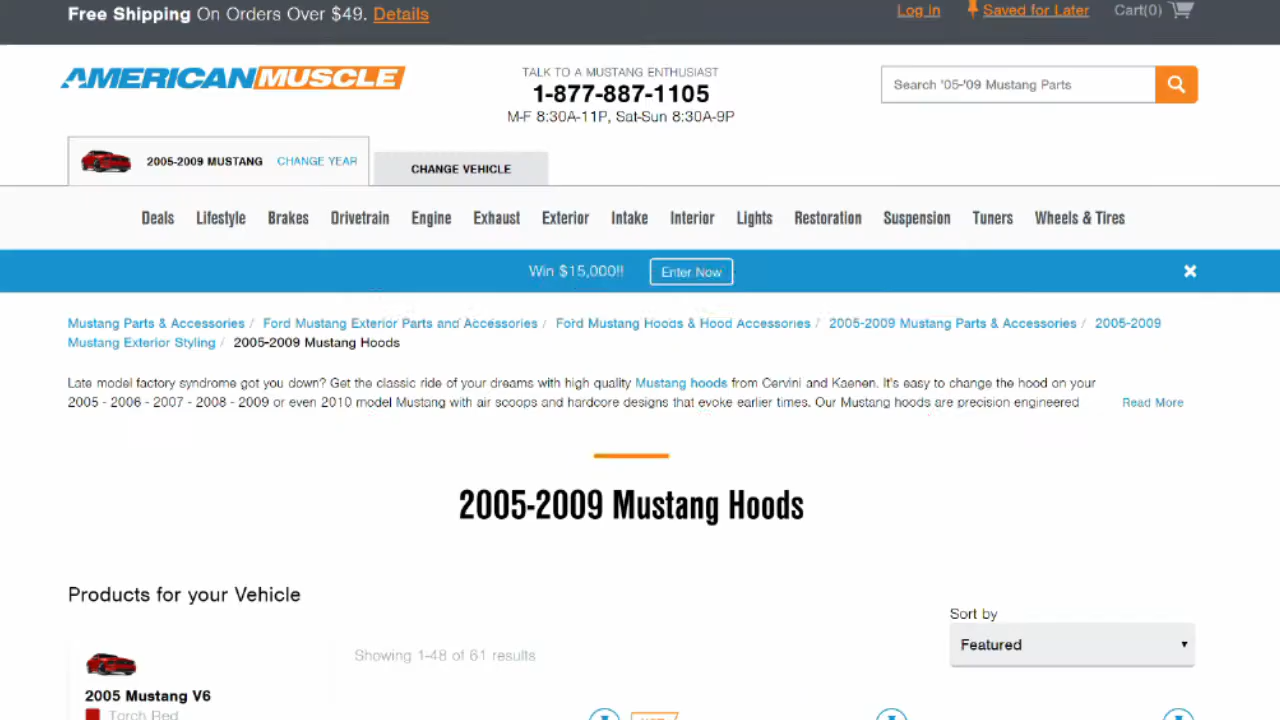 Free Shipping On Orders Over $49. Details
Log In
Saved for Later
Cart(0)
AMERICANMUSCLE
TALK TO A MUSTANG ENTHUSIAST
1-877-887-1105
M-F 8:30A-11P, Sat-Sun 8:30A-9P
Search '05-'09 Mustang Parts
2005-2009 MUSTANG CHANGE YEAR
CHANGE VEHICLE
Deals Lifestyle Brakes Drivetrain Engine Exhaust Exterior Intake Interior Lights Restoration Suspension Tuners Wheels & Tires
Win $15,000!! Enter Now
Mustang Parts & Accessories / Ford Mustang Exterior Parts and Accessories / Ford Mustang Hoods & Hood Accessories / 2005-2009 Mustang Parts & Accessories / 2005-2009
Mustang Exterior Styling / 2005-2009 Mustang Hoods
Late model factory syndrome got you down? Get the classic ride of your dreams with high quality Mustang hoods from Cervini and Kaenen. It's easy to change the hood on your
2005 - 2006 - 2007 - 2008 - 2009 or even 2010 model Mustang with air scoops and hardcore designs that evoke earlier times. Our Mustang hoods are precision engineered
Read More
2005-2009 Mustang Hoods
Products for your Vehicle
Sort by
Featured
Showing 1-48 of 61 results
2005 Mustang V6
Torch Red